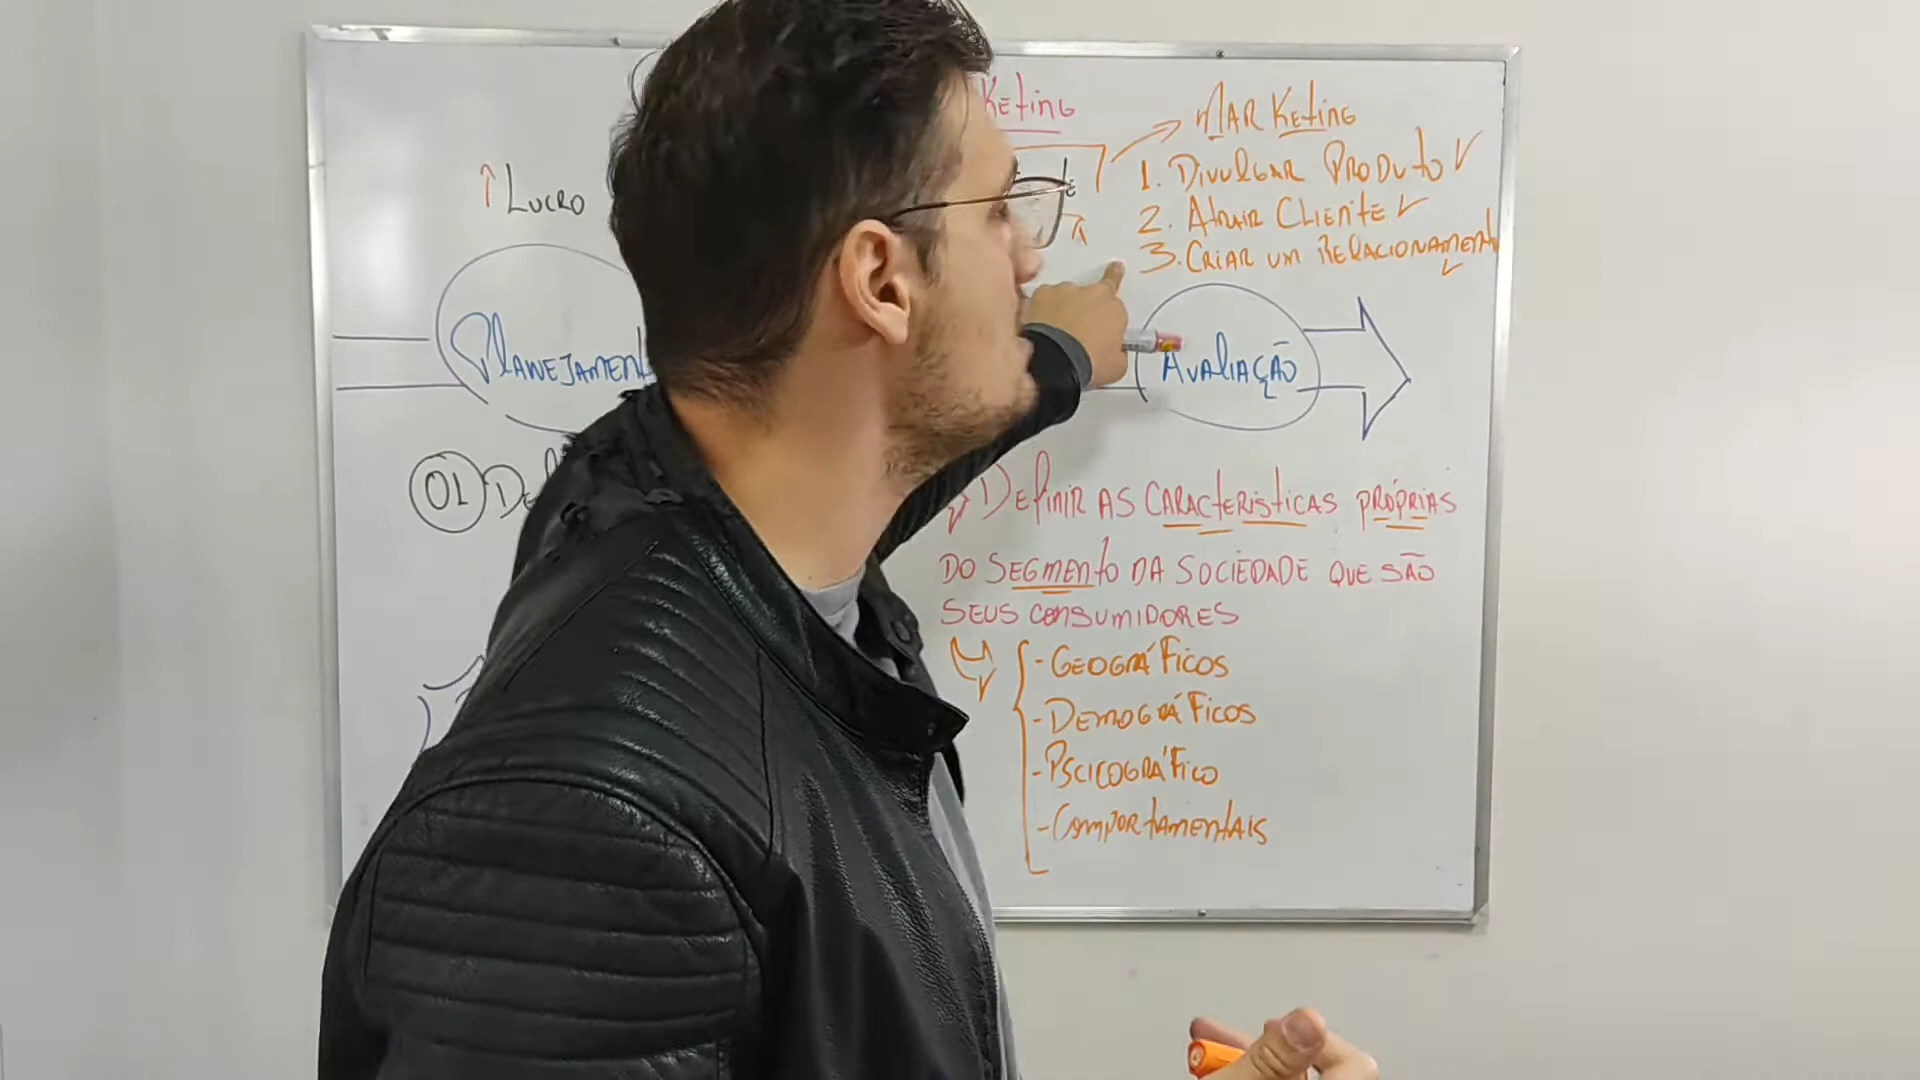 Keting
MARKeting
1. Divulgar Produto
↑ Lucro
2. Atrair Cliente
3. Criar um Relacionament
Planejament
Avaliação
01 Def
Definir as características próprias
do segmento da sociedade que são
seus consumidores
- Geográficos
- Demográficos
- Pscicográfico
- Comportamentais